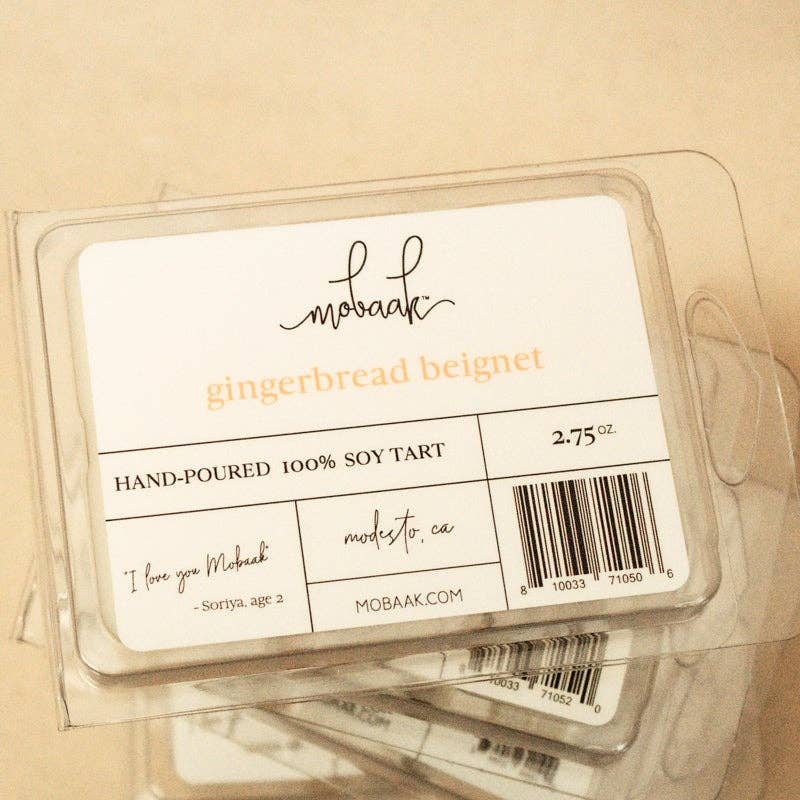 mobaak™
gingerbread beignet
HAND-POURED 100% SOY TART
2.75 OZ.
"I love you Mobaak"
- Soriya, age 2
modesto, ca
MOBAAK.COM
8 10033 71050 6
10033 71052 0